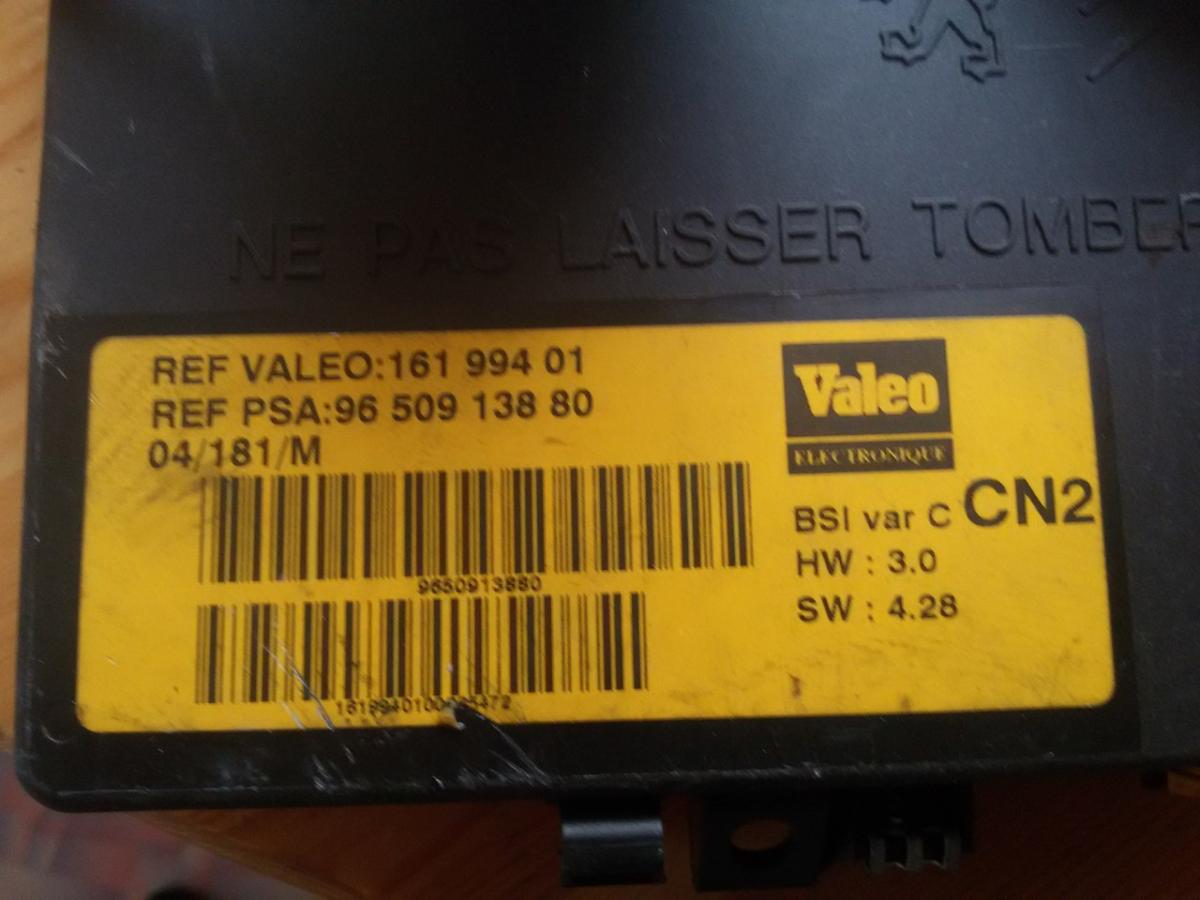 NE PAS LAISSER TOMBER
REF VALEO:161 994 01
REF PSA:96 509 138 80
04/181/M
9650913880
Valeo
ELECTRONIQUE
BSI var C CN2
HW : 3.0
SW : 4.28